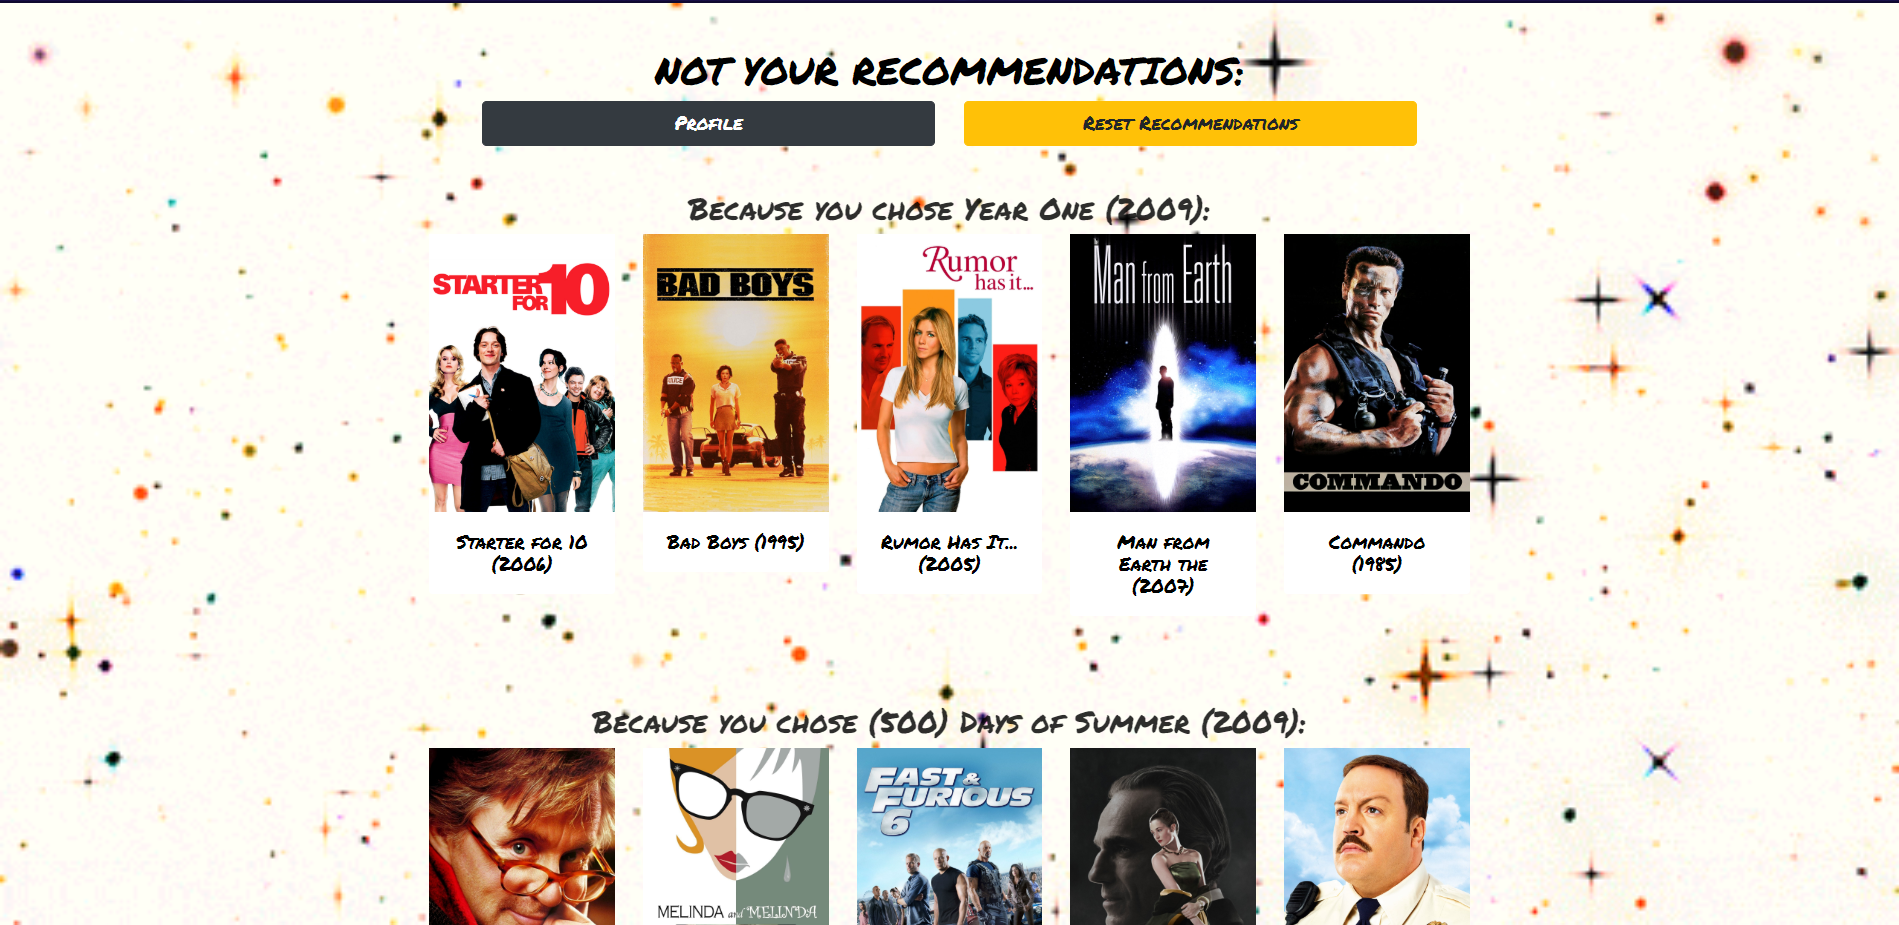 NOT YOUR RECOMMENDATIONS:
PROFILE
RESET RECOMMENDATIONS
BECAUSE YOU CHOSE YEAR ONE (2009):
STARTER
FOR 10
BAD BOYS
POLICE
Rumor
has it...
Man from Earth
COMMANDO
STARTER FOR 10
(2006)
BAD BOYS (1995)
RUMOR HAS IT...
(2005)
MAN FROM
EARTH THE
(2007)
COMMANDO
(1985)
BECAUSE YOU CHOSE (500) DAYS OF SUMMER (2009):
MELINDA and MELINDA
FAST &
FURIOUS
6